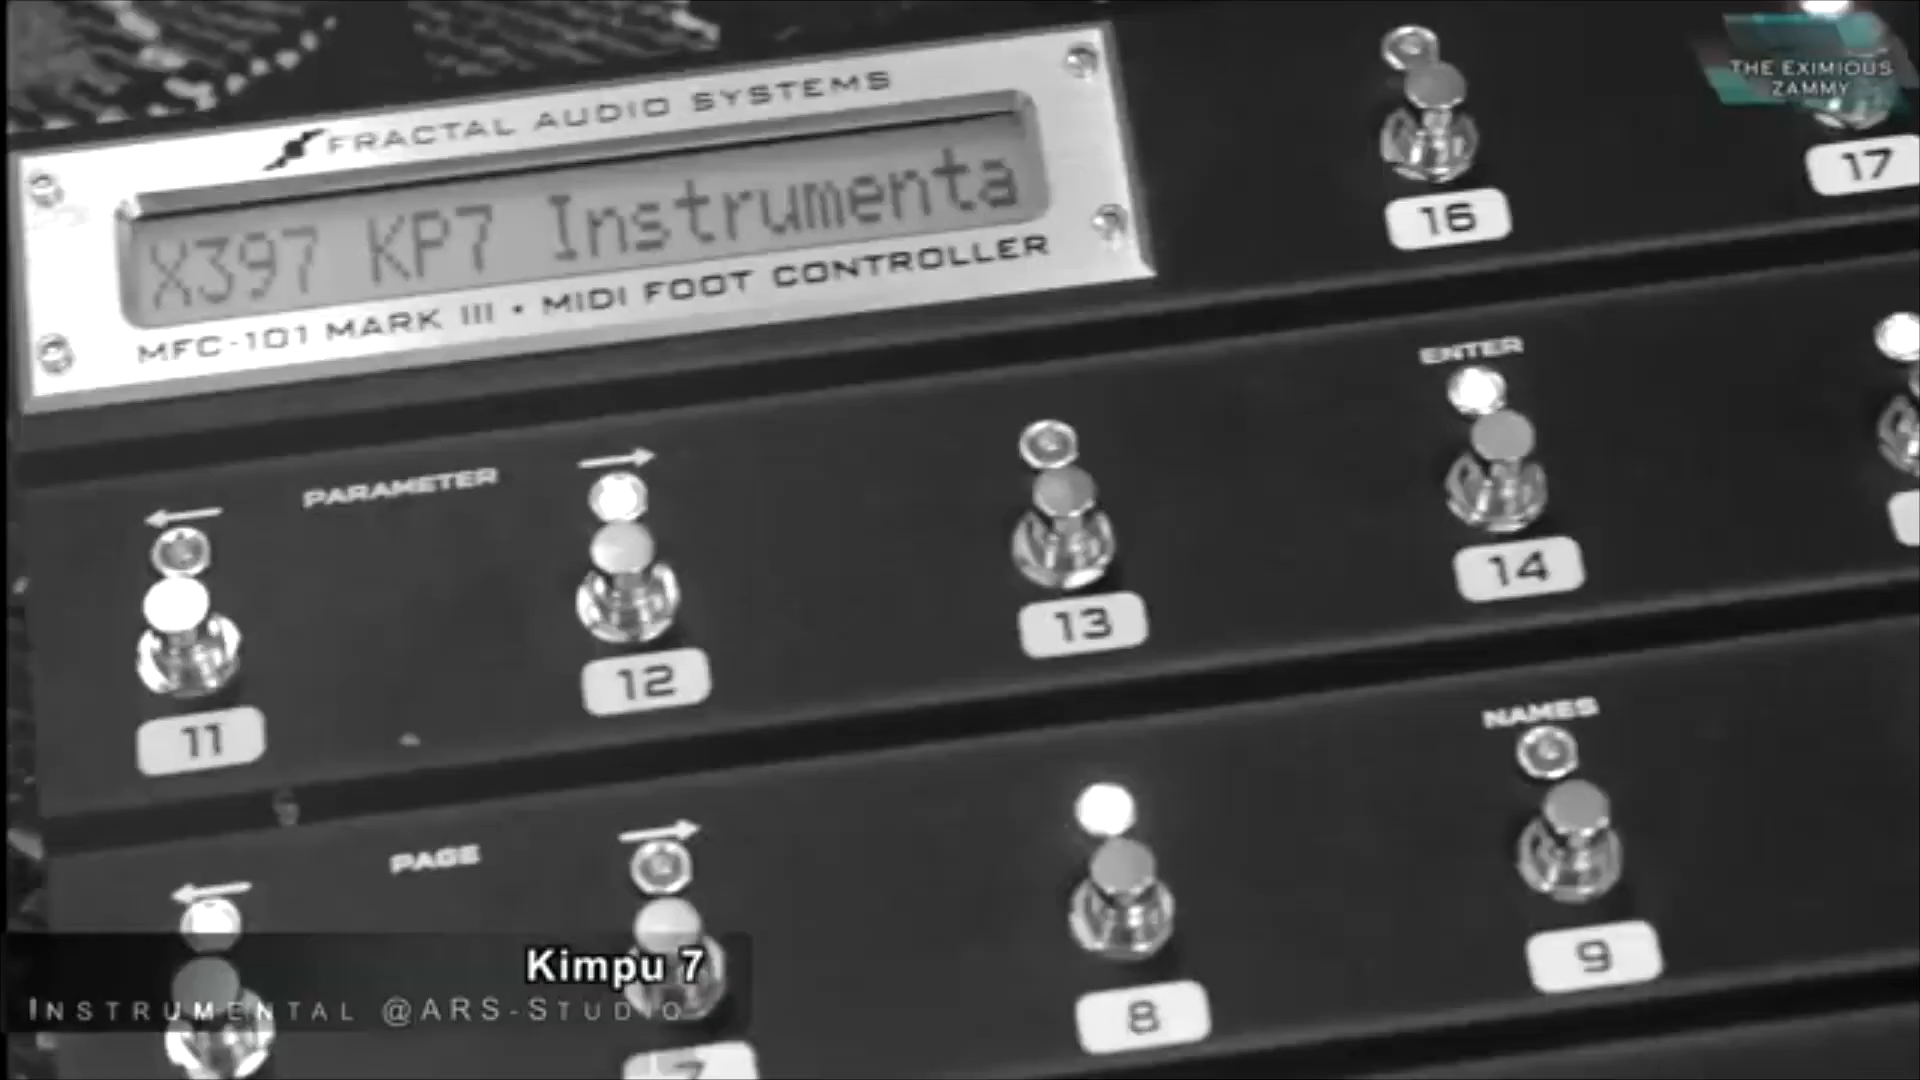 THE EXIMIOUS
ZAMMY
FRACTAL AUDIO SYSTEMS
X397 KP7 Instrumenta
MFC-101 MARK III • MIDI FOOT CONTROLLER
16
17
ENTER
PARAMETER
11
12
13
14
NAMES
PAGE
7
8
9
Kimpu 7
INSTRUMENTAL @ARS-STUDIO